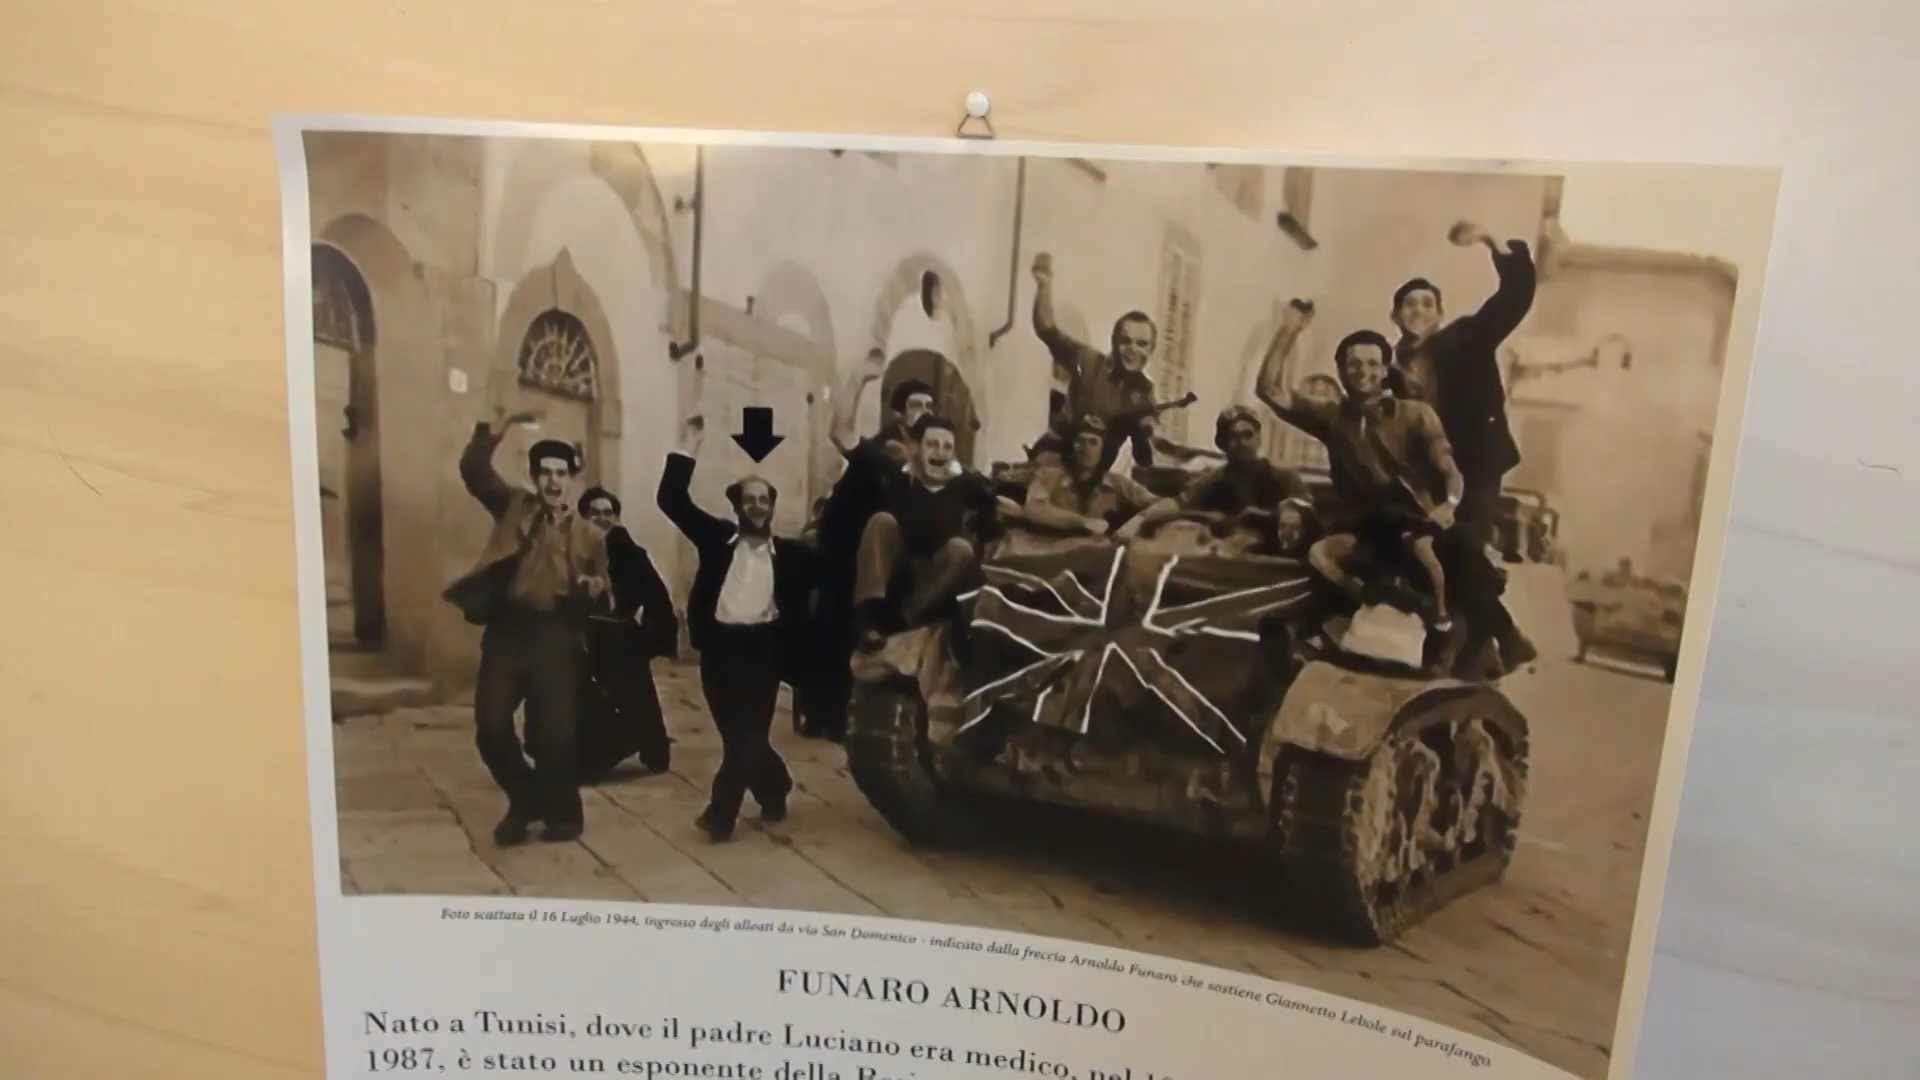 Foto scattata il 16 Luglio 1944, ingresso degli alleati da via San Domenico - indicato dalla freccia Arnoldo Funaro che sostiene Giannetto Lebole sul parafango
FUNARO ARNOLDO
Nato a Tunisi, dove il padre Luciano era medico, nel
1987, è stato un esponente della